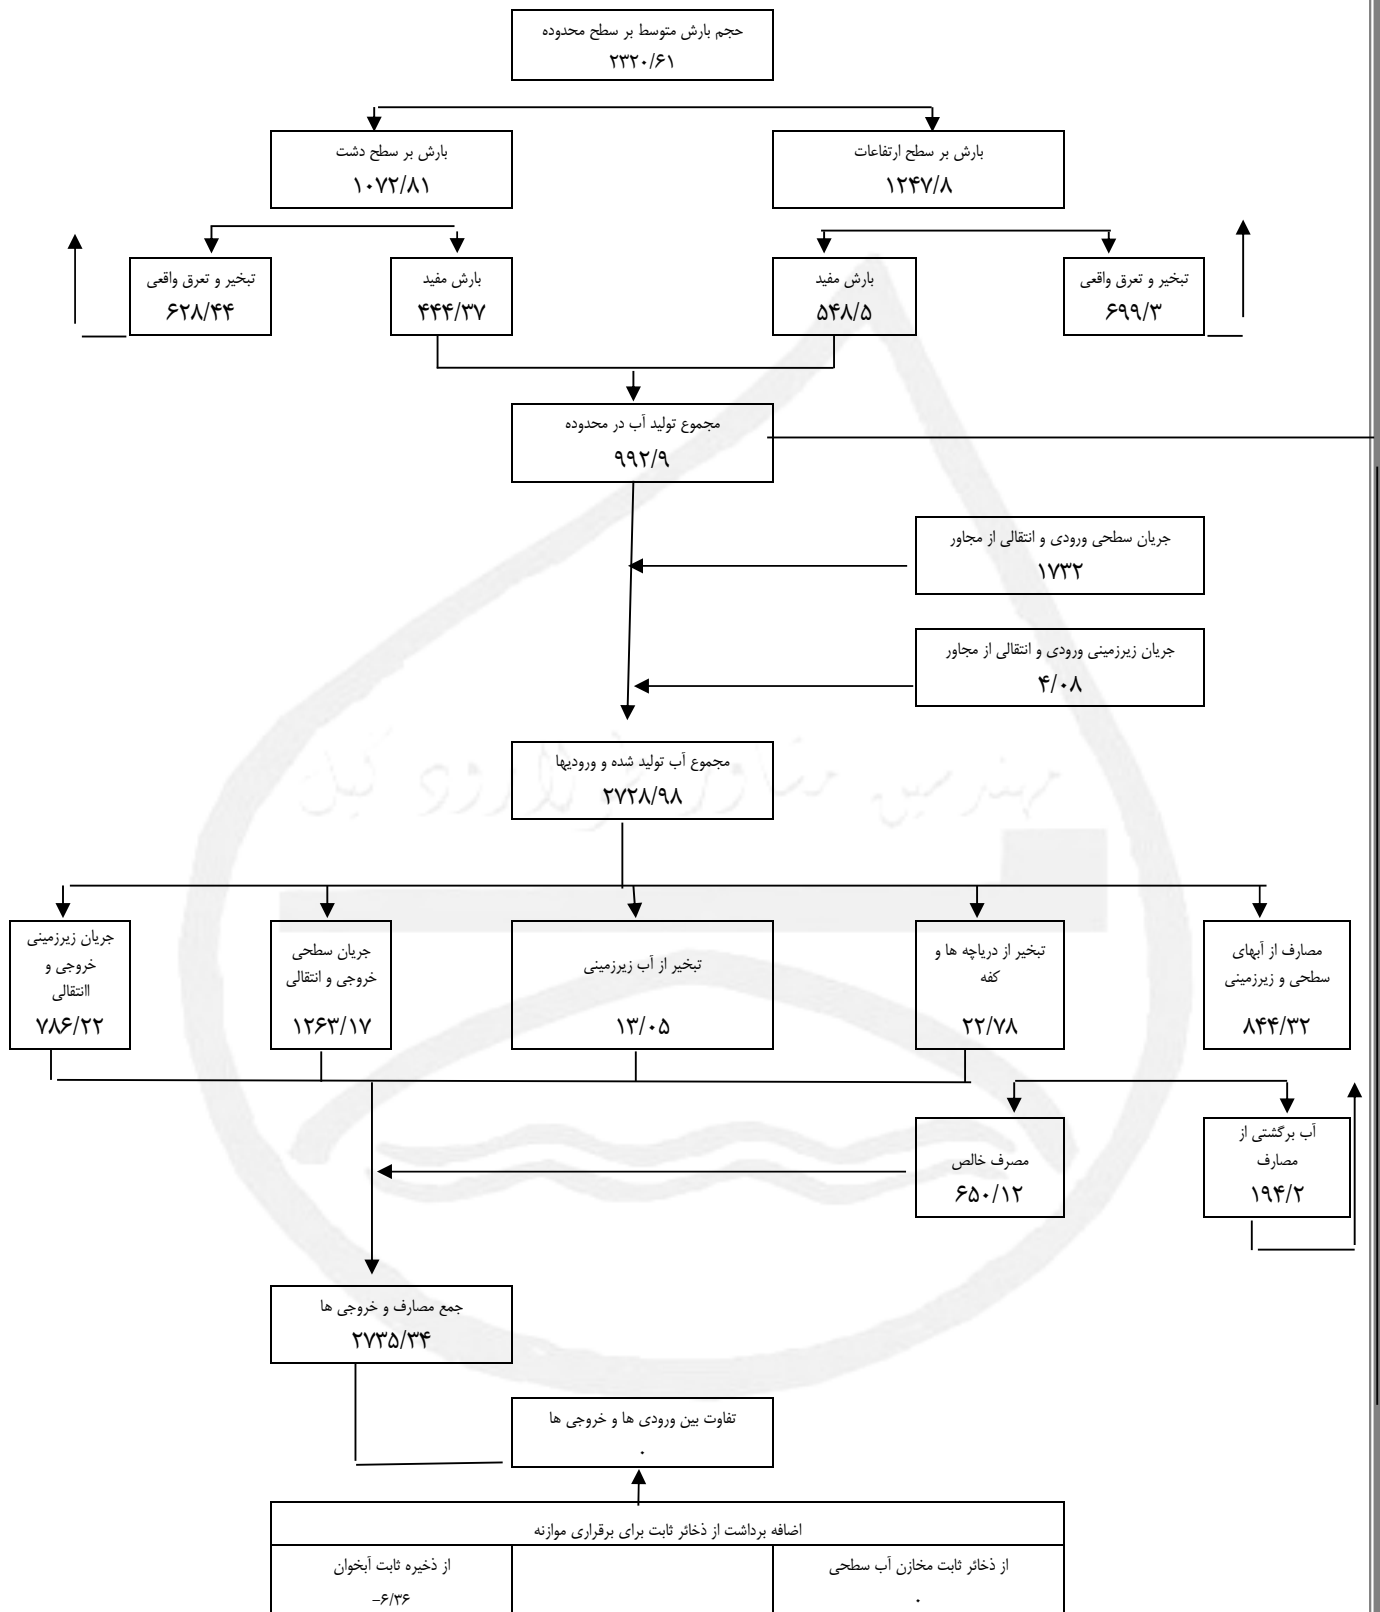 حجم بارش متوسط بر سطح محدوده
۲۳۲۰/۶۱
بارش بر سطح ارتفاعات
۱۲۴۷/۸
بارش بر سطح دشت
۱۰۷۲/۸۱
تبخیر و تعرق واقعی
۶۹۹/۳
بارش مفید
۵۴۸/۵
بارش مفید
۴۴۴/۳۷
تبخیر و تعرق واقعی
۶۲۸/۴۴
مجموع تولید آب در محدوده
۹۹۲/۹
جریان سطحی ورودی و انتقالی از مجاور
۱۷۳۲
جریان زیرزمینی ورودی و انتقالی از مجاور
۴/۰۸
مجموع آب تولید شده و ورودیها
۲۷۲۸/۹۸
مصارف از آبهای
سطحی و زیرزمینی
۸۴۴/۳۲
تبخیر از دریاچه ها و
کفه
۲۲/۷۸
تبخیر از آب زیرزمینی
۱۳/۰۵
جریان سطحی
خروجی و انتقالی
۱۲۶۳/۱۷
جریان زیرزمینی
خروجی و
اانتقالی
۷۸۶/۲۲
آب برگشتی از
مصارف
۱۹۴/۲
مصرف خالص
۶۵۰/۱۲
جمع مصارف و خروجی ها
۲۷۳۵/۳۴
تفاوت بین ورودی ها و خروجی ها
۰
اضافه برداشت از ذخائر ثابت برای برقراری موازنه
از ذخائر ثابت مخازن آب سطحی
۰
از ذخیره ثابت آبخوان
-۶/۳۶